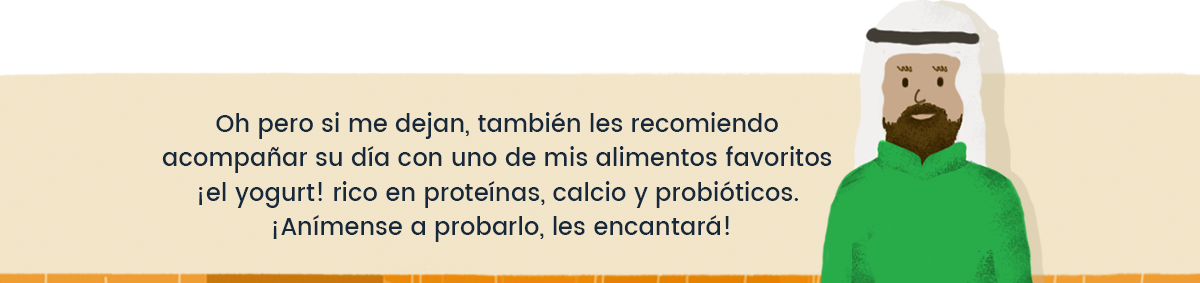 Oh pero si me dejan, también les recomiendo
acompañar su día con uno de mis alimentos favoritos
¡el yogurt! rico en proteínas, calcio y probióticos.
¡Anímense a probarlo, les encantará!